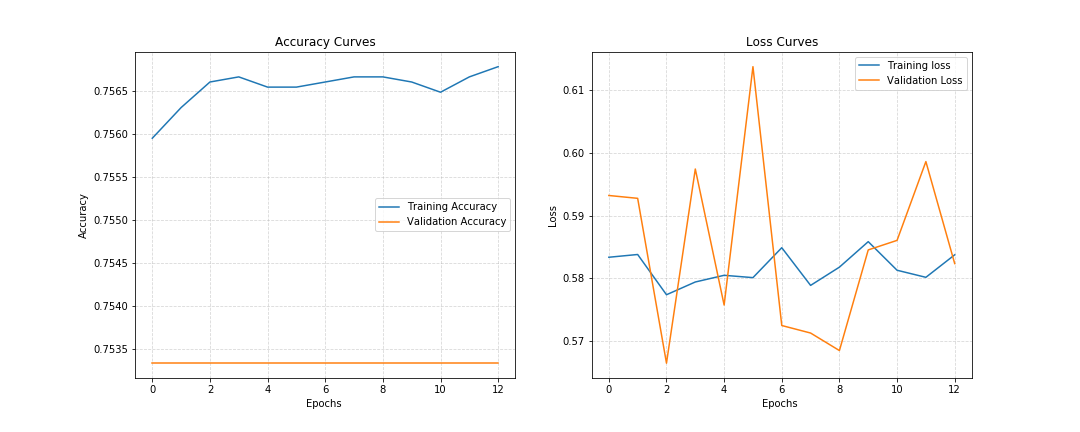 Accuracy Curves
0.7565
0.7560
0.7555
0.7550
0.7545
0.7540
0.7535
Accuracy
Training Accuracy
Validation Accuracy
0 2 4 6 8 10 12
Epochs
Loss Curves
0.61
0.60
0.59
0.58
0.57
Loss
Training loss
Validation Loss
0 2 4 6 8 10 12
Epochs